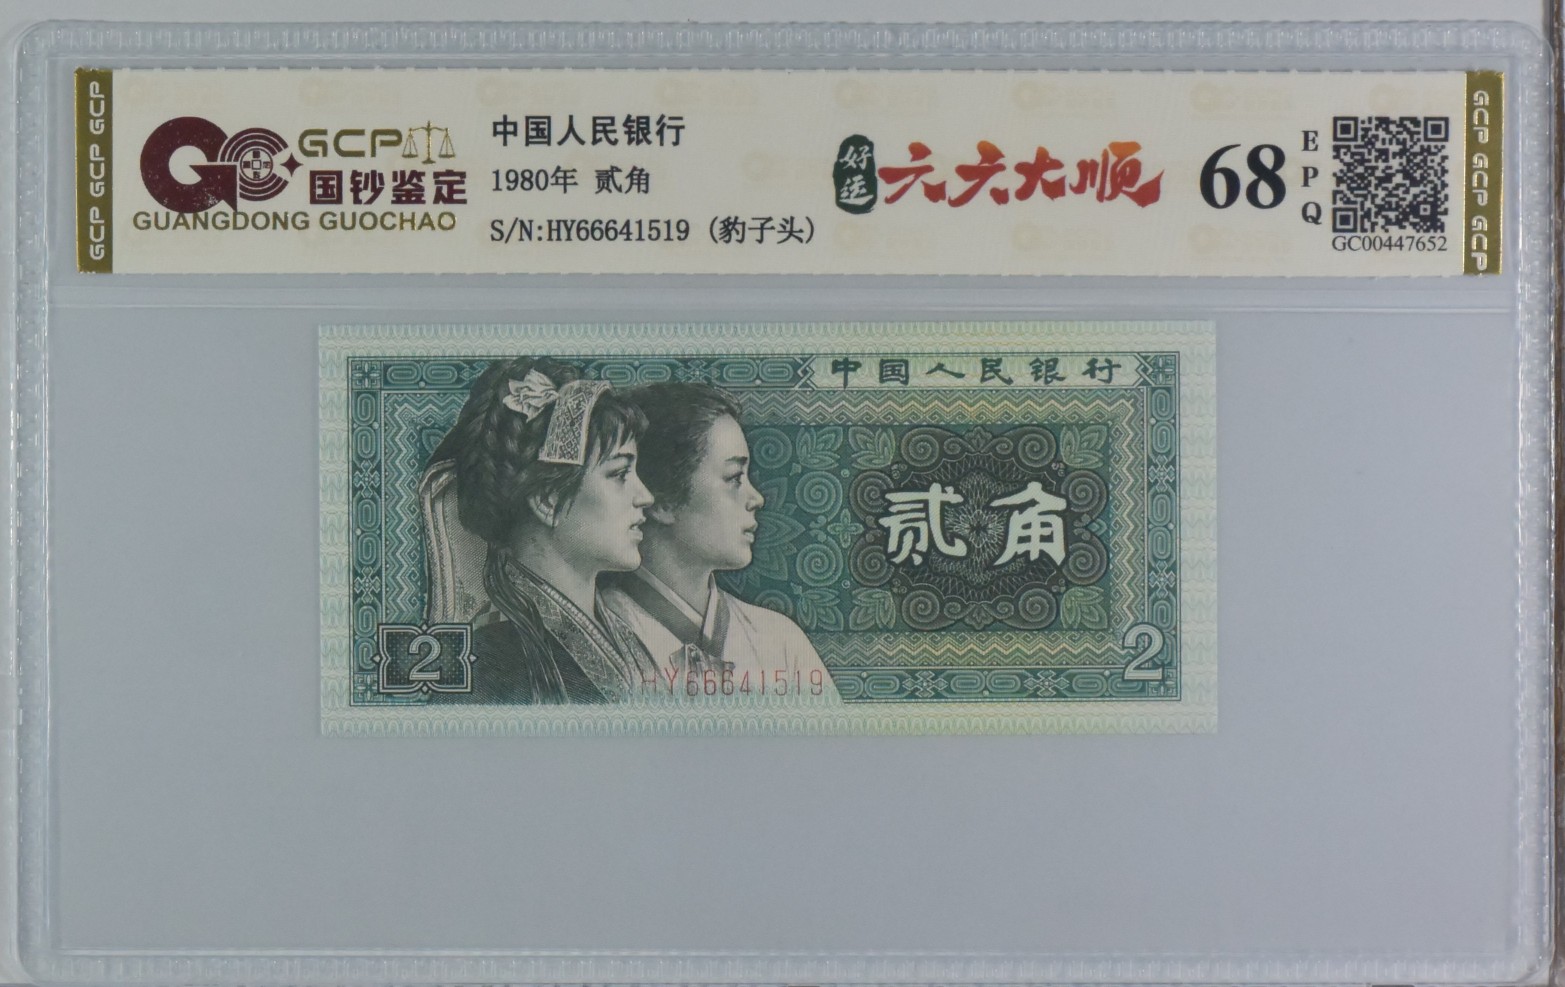 GCP GCP GCP
GCP
国钞鉴定
GUANGDONG GUOCHAO
中国人民银行
1980年 贰角
S/N:HY66641519 (豹子头)
好运
六六大顺
68
EPQ
GC00447652
GCP GCP GCP
中国人民银行
贰角
2
HY66641519
2